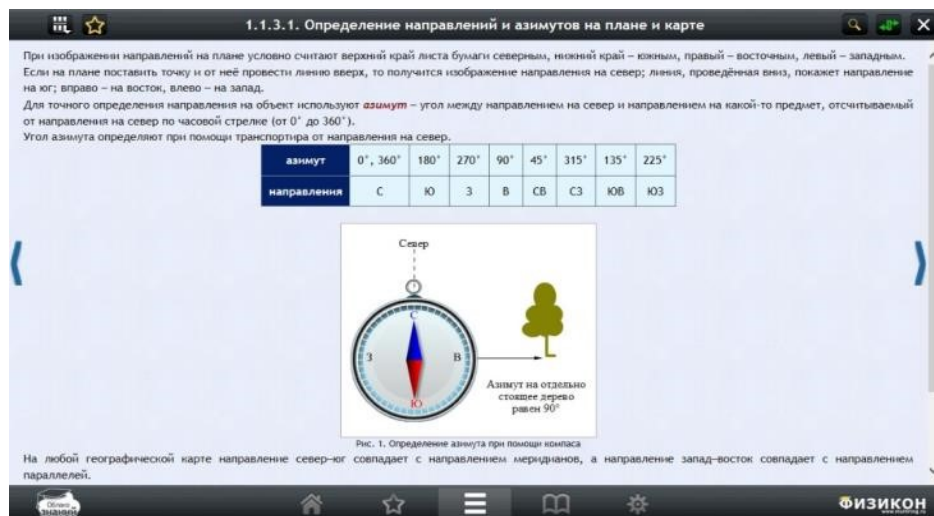 1.1.3.1. Определение направлений и азимутов на плане и карте
При изображении направлений на плане условно считают верхний край листа бумаги северным, нижний край – южным, правый – восточным, левый – западным.
Если на плане поставить точку и от неё провести линию вверх, то получится изображение направления на север; линия, проведённая вниз, покажет направление
на юг; вправо – на восток, влево – на запад.
Для точного определения направления на объект используют азимут – угол между направлением на север и направлением на какой-то предмет, отсчитываемый
от направления на север по часовой стрелке (от 0° до 360°).
Угол азимута определяют при помощи транспортира от направления на север.
азимут 0°, 360° 180° 270° 90° 45° 315° 135° 225°
направления С Ю З В СВ СЗ ЮВ ЮЗ
Север
С
З В
Ю
Азимут на отдельно
стоящее дерево
равен 90°
Рис. 1. Определение азимута при помощи компаса
На любой географической карте направление север–юг совпадает с направлением меридианов, а направление запад–восток совпадает с направлением
параллелей.
Облако
знаний
ФИЗИКОН